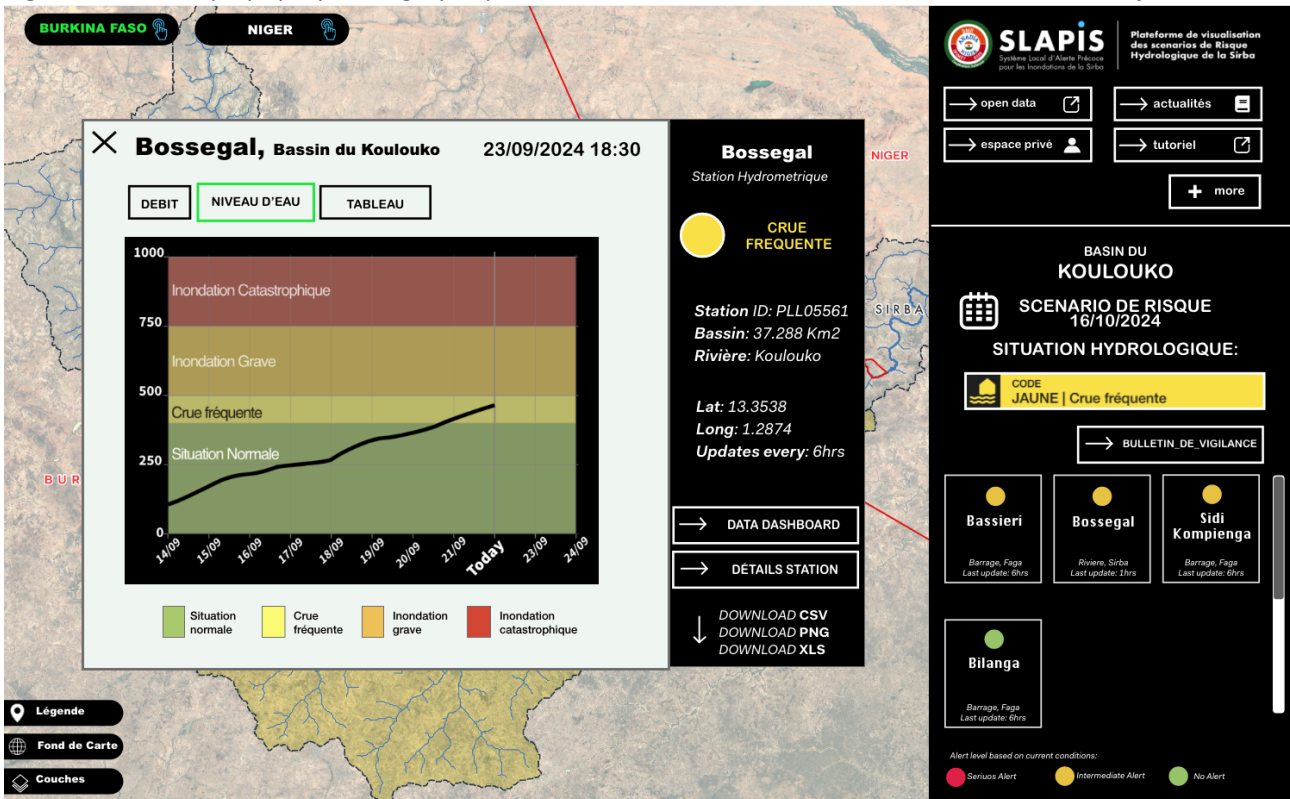 BURKINA FASO
NIGER
Bossegal, Bassin du Koulouko
23/09/2024 18:30
DEBIT
NIVEAU D'EAU
TABLEAU
1000
750
500
250
0
Inondation Catastrophique
Inondation Grave
Crue fréquente
Situation Normale
14/09
15/09
16/09
17/09
18/09
19/09
20/09
21/09
Today
23/09
24/09
Situation normale
Crue fréquente
Inondation grave
Inondation catastrophique
Bossegal
Station Hydrometrique
CRUE
FREQUENTE
Station ID: PLL05561
Bassin: 37.288 Km2
Rivière: Koulouko
Lat: 13.3538
Long: 1.2874
Updates every: 6hrs
DATA DASHBOARD
DÉTAILS STATION
DOWNLOAD CSV
DOWNLOAD PNG
DOWNLOAD XLS
NIGER
SIRBA
BUR
Légende
Fond de Carte
Couches
SLAPIS
Système Local d'Alerte Précoce
pour les Inondations de la Sirba
Plateforme de visualisation
des scenarios de Risque
Hydrologique de la Sirba
open data
actualités
espace privé
tutoriel
+ more
BASIN DU
KOULOUKO
SCENARIO DE RISQUE
16/10/2024
SITUATION HYDROLOGIQUE:
CODE
JAUNE | Crue fréquente
BULLETIN_DE_VIGILANCE
Bassieri
Barrage, Faga
Last update: 6hrs
Bossegal
Riviere, Sirba
Last update: 1hrs
Sidi
Kompienga
Barrage, Faga
Last update: 6hrs
Bilanga
Barrage, Faga
Last update: 6hrs
Alert level based on current conditions:
Seriuos Alert
Intermediate Alert
No Alert